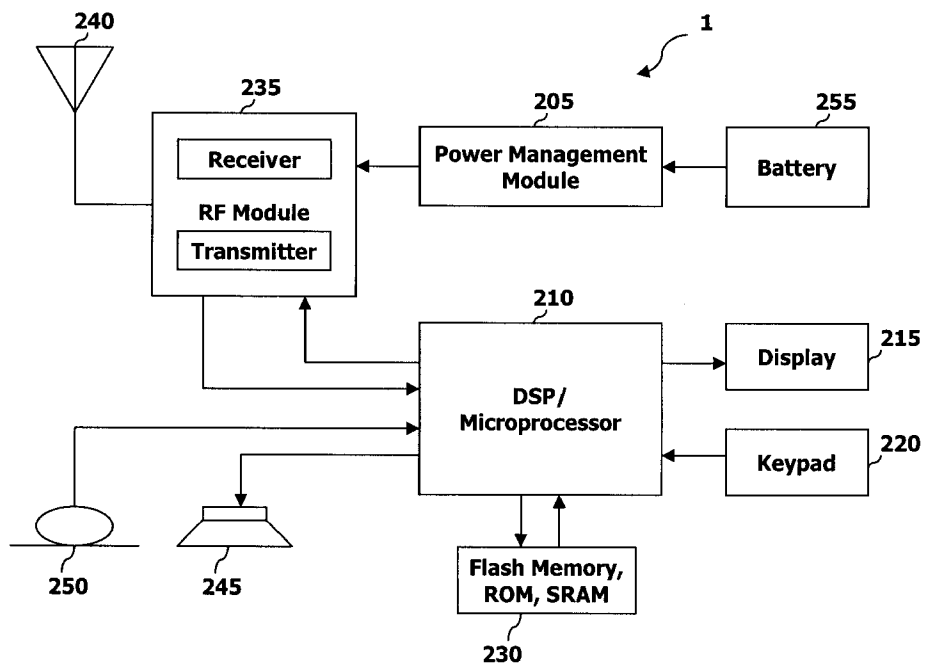 240
1
235
205
255
Receiver
RF Module
Transmitter
Power Management
Module
Battery
210
DSP/
Microprocessor
Display
215
Keypad
220
250
245
Flash Memory,
ROM, SRAM
230